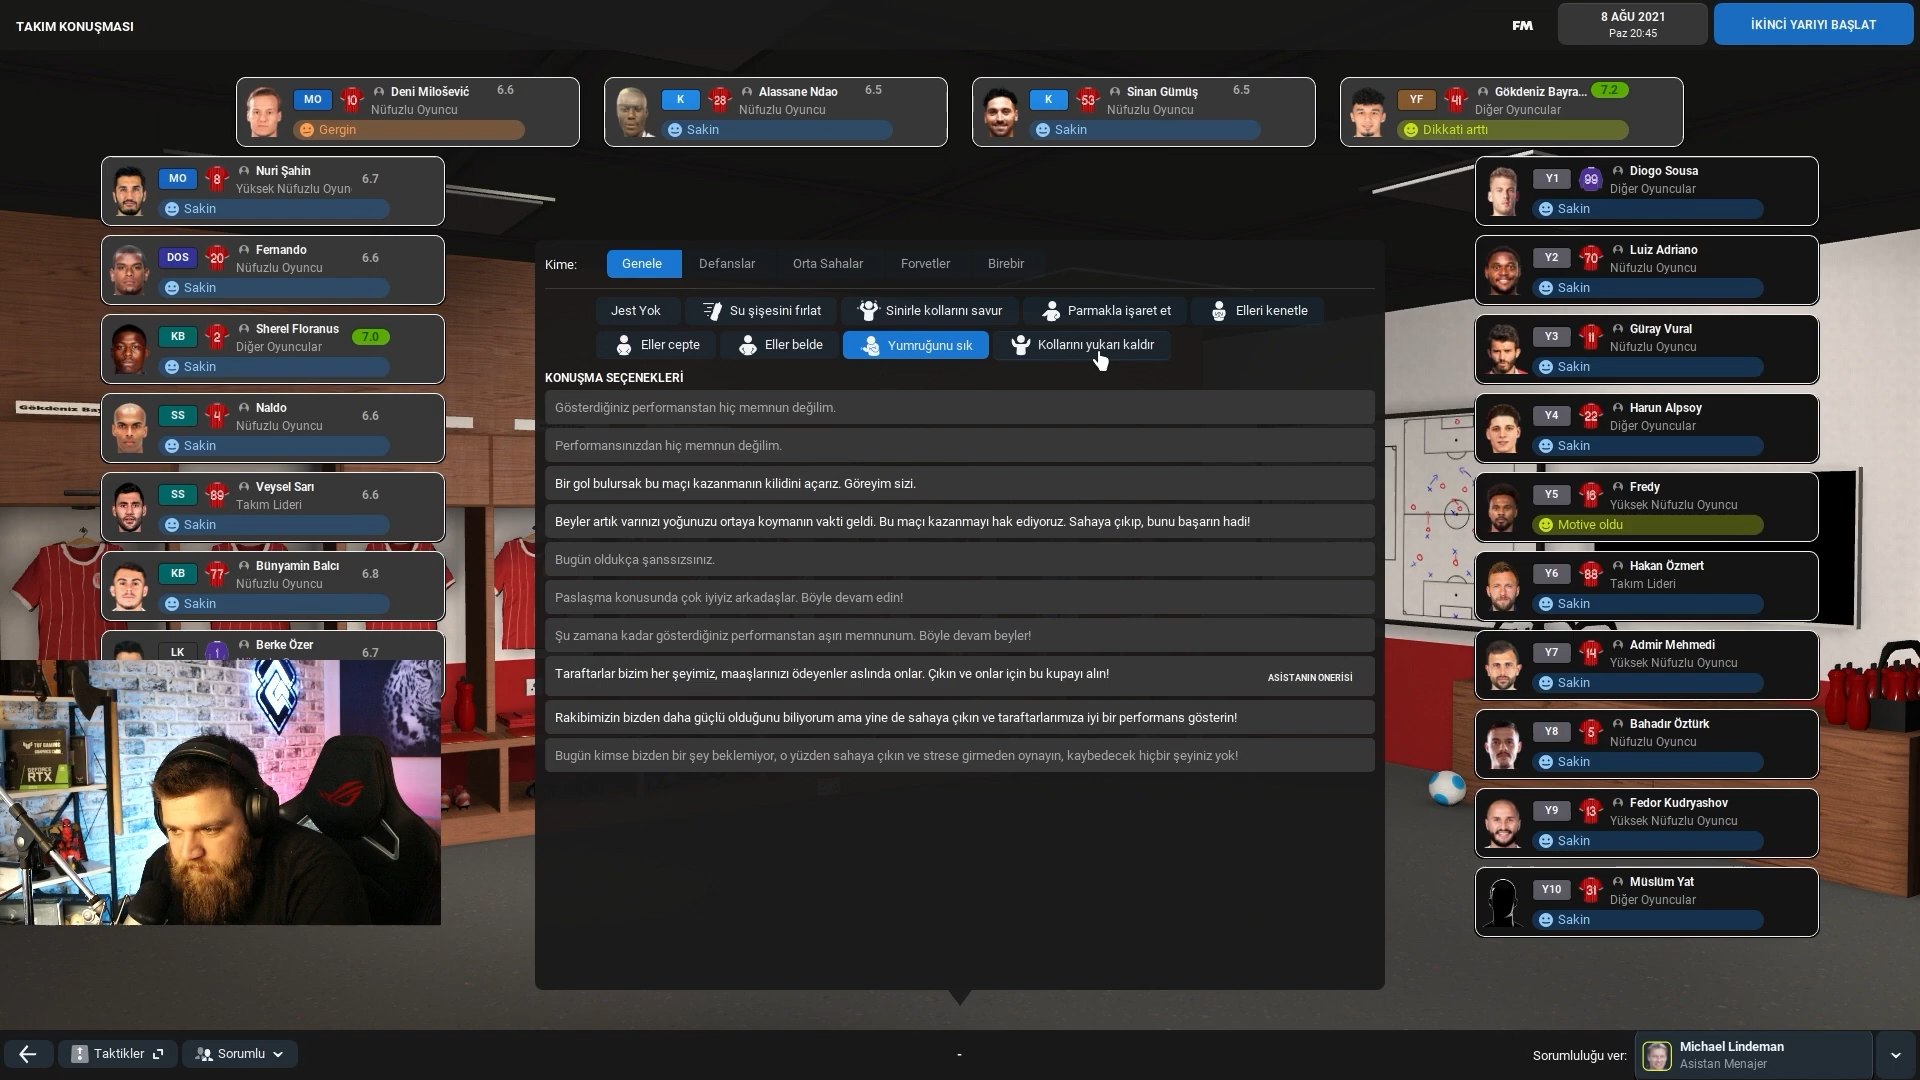 TAKIM KONUŞMASI
FM
8 AĞU 2021
Paz 20:45
İKİNCİ YARIYI BAŞLAT
MO 10 Deni Milošević 6.6
Nüfuzlu Oyuncu
Gergin
K 28 Alassane Ndao 6.5
Nüfuzlu Oyuncu
Sakin
K 53 Sinan Gümüş 6.5
Nüfuzlu Oyuncu
Sakin
YF 41 Gökdeniz Bayra... 7.2
Diğer Oyuncular
Dikkati arttı
MO 8 Nuri Şahin 6.7
Yüksek Nüfuzlu Oyun
Sakin
DOS 20 Fernando 6.6
Nüfuzlu Oyuncu
Sakin
KB 2 Sherel Floranus 7.0
Diğer Oyuncular
Sakin
Gökdeniz Bay
SS 4 Naldo 6.6
Nüfuzlu Oyuncu
Sakin
SS 89 Veysel Sarı 6.6
Takım Lideri
Sakin
KB 77 Bünyamin Balcı 6.8
Nüfuzlu Oyuncu
Sakin
LK 1 Berke Özer 6.7
GEFORCE
RTX
Kime: Genele Defanslar Orta Sahalar Forvetler Birebir
Jest Yok Su şişesini fırlat Sinirle kollarını savur Parmakla işaret et Elleri kenetle
Eller cepte Eller belde Yumruğunu sık Kollarını yukarı kaldır
KONUŞMA SEÇENEKLERİ
Gösterdiğiniz performanstan hiç memnun değilim.
Performansınızdan hiç memnun değilim.
Bir gol bulursak bu maçı kazanmanın kilidini açarız. Göreyim sizi.
Beyler artık varınızı yoğunuzu ortaya koymanın vakti geldi. Bu maçı kazanmayı hak ediyoruz. Sahaya çıkıp, bunu başarın hadi!
Bugün oldukça şanssızsınız.
Paslaşma konusunda çok iyiyiz arkadaşlar. Böyle devam edin!
Şu zamana kadar gösterdiğiniz performanstan aşırı memnunum. Böyle devam beyler!
Taraftarlar bizim her şeyimiz, maaşlarınızı ödeyenler aslında onlar. Çıkın ve onlar için bu kupayı alın! ASİSTANIN ÖNERİSİ
Rakibimizin bizden daha güçlü olduğunu biliyorum ama yine de sahaya çıkın ve taraftarlarımıza iyi bir performans gösterin!
Bugün kimse bizden bir şey beklemiyor, o yüzden sahaya çıkın ve strese girmeden oynayın, kaybedecek hiçbir şeyiniz yok!
Y1 99 Diogo Sousa
Diğer Oyuncular
Sakin
Y2 70 Luiz Adriano
Nüfuzlu Oyuncu
Sakin
Y3 11 Güray Vural
Nüfuzlu Oyuncu
Sakin
Y4 22 Harun Alpsoy
Diğer Oyuncular
Sakin
Y5 16 Fredy
Yüksek Nüfuzlu Oyuncu
Motive oldu
Y6 88 Hakan Özmert
Takım Lideri
Sakin
Y7 14 Admir Mehmedi
Yüksek Nüfuzlu Oyuncu
Sakin
Y8 5 Bahadır Öztürk
Nüfuzlu Oyuncu
Sakin
Y9 13 Fedor Kudryashov
Yüksek Nüfuzlu Oyuncu
Sakin
Y10 31 Müslüm Yat
Diğer Oyuncular
Sakin
Taktikler Sorumlu - Sorumluluğu ver: Michael Lindeman
Asistan Menajer